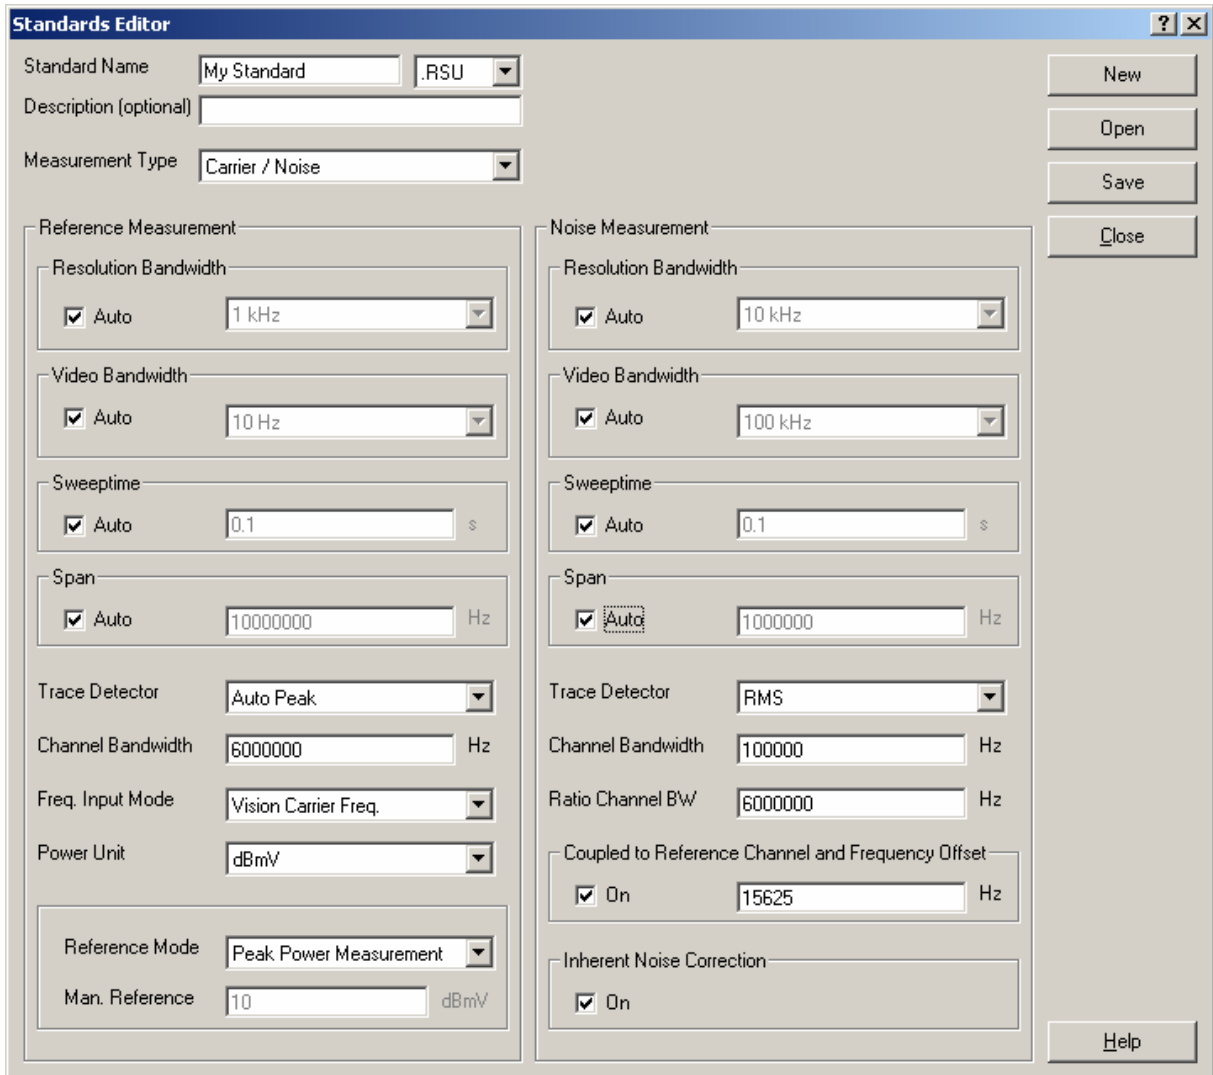 Standards Editor
Standard Name My Standard .RSU
Description (optional)
Measurement Type Carrier / Noise
New
Open
Save
Close
Reference Measurement
Resolution Bandwidth
Auto 1 kHz
Video Bandwidth
Auto 10 Hz
Sweeptime
Auto 0.1 s
Span
Auto 10000000 Hz
Trace Detector Auto Peak
Channel Bandwidth 6000000 Hz
Freq. Input Mode Vision Carrier Freq.
Power Unit dBmV
Reference Mode Peak Power Measurement
Man. Reference 10 dBmV
Noise Measurement
Resolution Bandwidth
Auto 10 kHz
Video Bandwidth
Auto 100 kHz
Sweeptime
Auto 0.1 s
Span
Auto 1000000 Hz
Trace Detector RMS
Channel Bandwidth 100000 Hz
Ratio Channel BW 6000000 Hz
Coupled to Reference Channel and Frequency Offset
On 15625 Hz
Inherent Noise Correction
On
Help